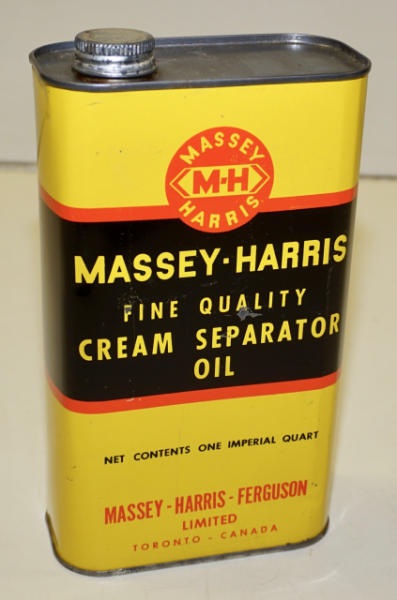 MASSEY
M-H
HARRIS
MASSEY-HARRIS
FINE QUALITY
CREAM SEPARATOR
OIL
NET CONTENTS ONE IMPERIAL QUART
MASSEY-HARRIS-FERGUSON
LIMITED
TORONTO - CANADA